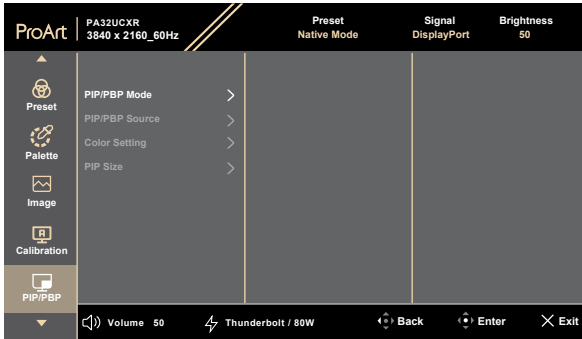 ProArt
PA32UCXR
3840 x 2160_60Hz
Preset
Native Mode
Signal
DisplayPort
Brightness
50
Preset
Palette
Image
Calibration
PIP/PBP
PIP/PBP Mode
PIP/PBP Source
Color Setting
PIP Size
Volume 50
Thunderbolt / 80W
Back
Enter
Exit